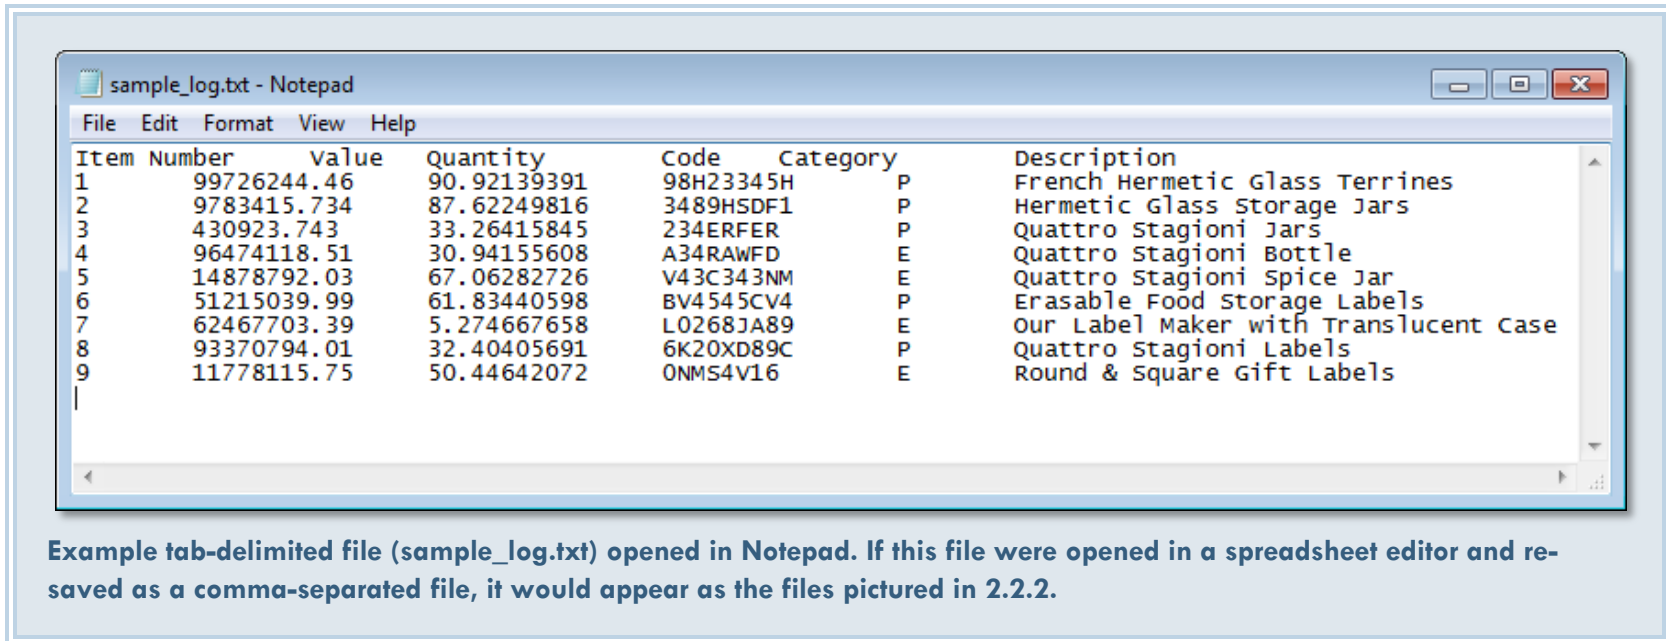 sample_log.txt - Notepad
File Edit Format View Help
Item Number Value Quantity Code Category Description
1 99726244.46 90.92139391 98H23345H P French Hermetic Glass Terrines
2 9783415.734 87.62249816 3489HSDF1 P Hermetic Glass Storage Jars
3 430923.743 33.26415845 234ERFER P Quattro Stagioni Jars
4 96474118.51 30.94155608 A34RAWFD E Quattro Stagioni Bottle
5 14878792.03 67.06282726 V43C343NM E Quattro Stagioni Spice Jar
6 51215039.99 61.83440598 BV4545CV4 P Erasable Food Storage Labels
7 62467703.39 5.274667658 L0268JA89 E Our Label Maker with Translucent Case
8 93370794.01 32.40405691 6K20XD89C P Quattro Stagioni Labels
9 11778115.75 50.44642072 0NMS4V16 E Round & Square Gift Labels
Example tab-delimited file (sample_log.txt) opened in Notepad. If this file were opened in a spreadsheet editor and re-
saved as a comma-separated file, it would appear as the files pictured in 2.2.2.